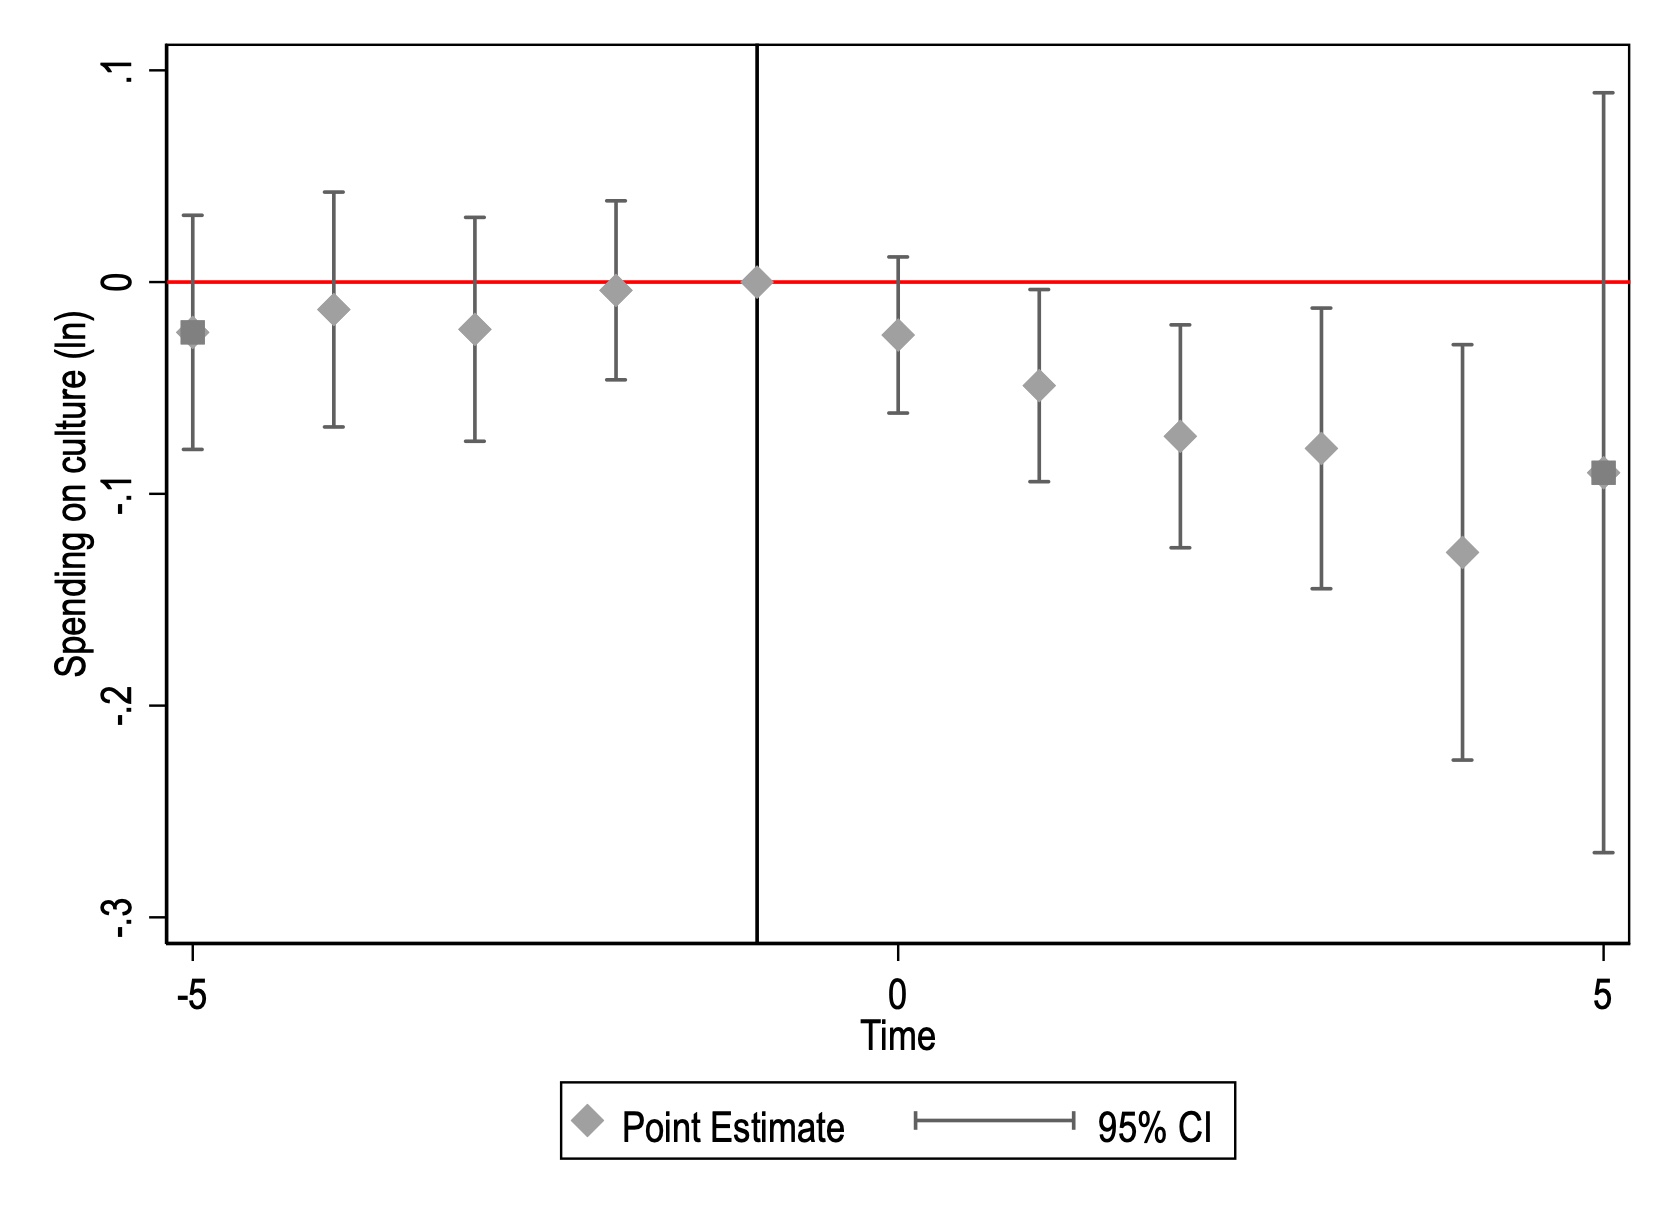 Spending on culture (ln)
.1
0
-.1
-.2
-.3
-5 0 5
Time
Point Estimate 95% CI